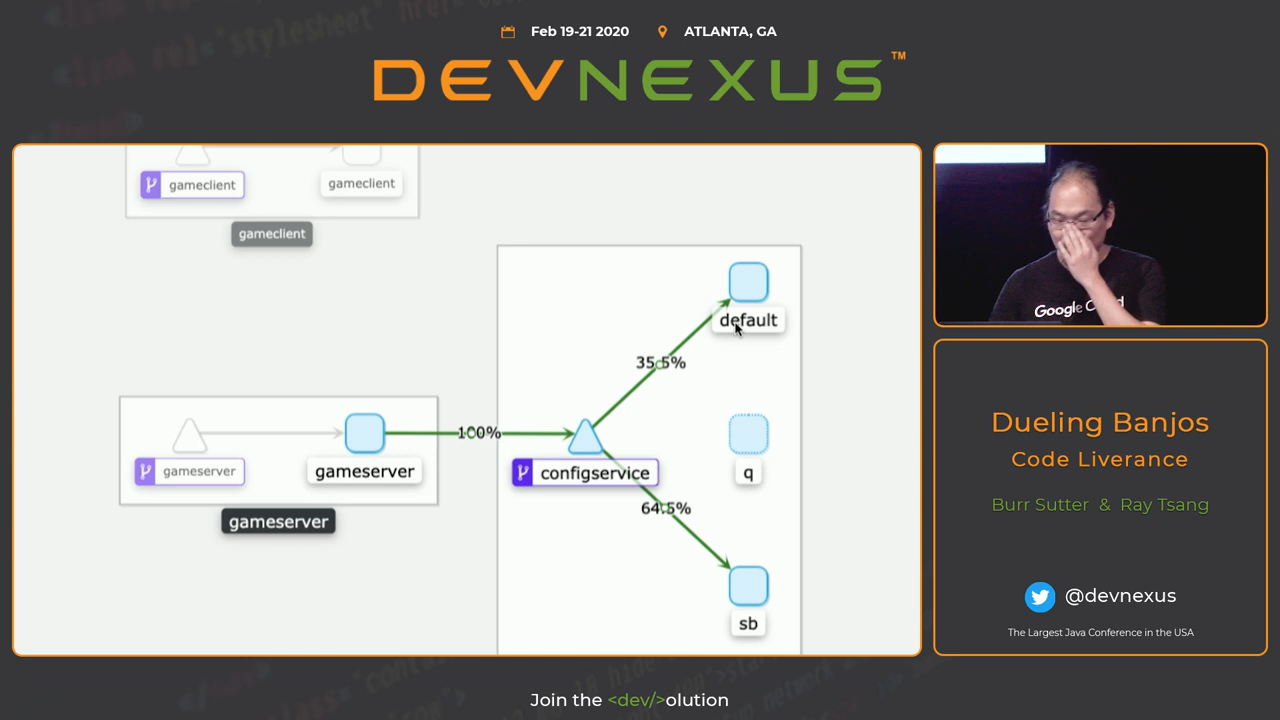 Feb 19-21 2020 ATLANTA, GA
DEVNEXUS™
gameclient gameclient
gameclient
default
35.5%
100%
gameserver gameserver
configservice
q
64.5%
gameserver
sb
Google Cloud
Dueling Banjos
Code Liverance
Burr Sutter & Ray Tsang
@devnexus
The Largest Java Conference in the USA
Join the <dev/>olution